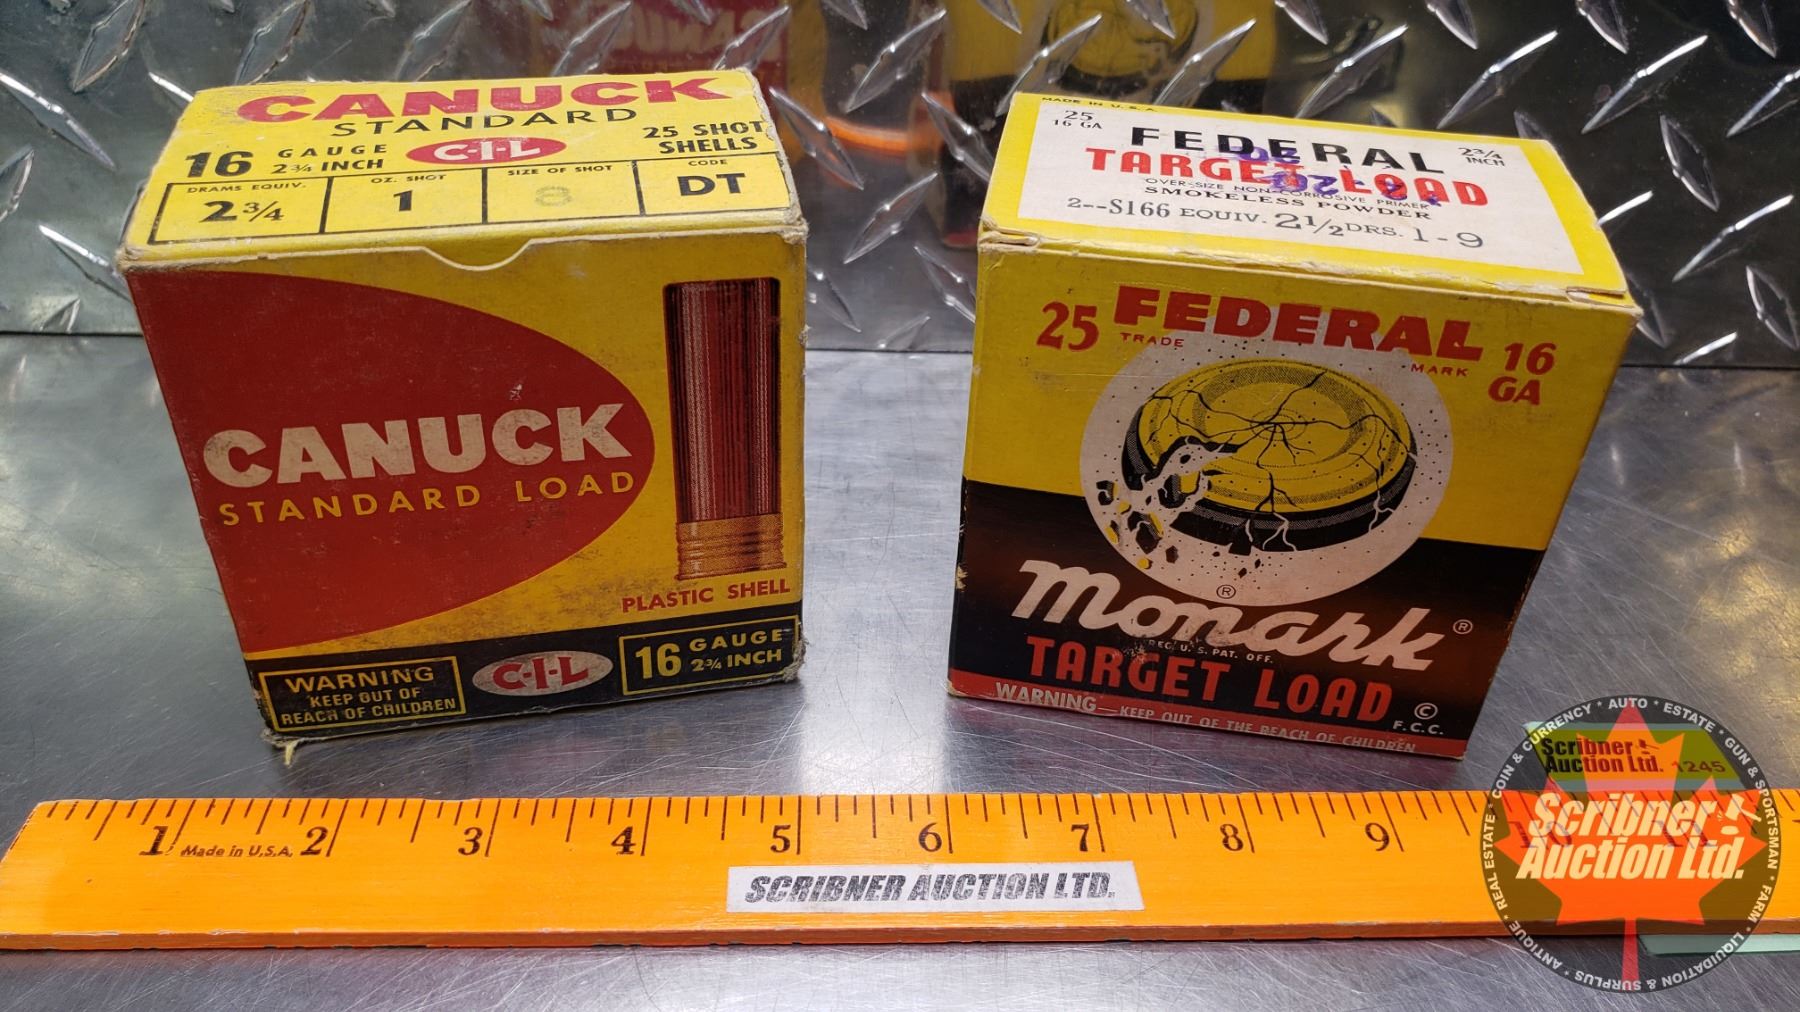 CANUCK
STANDARD
16 GAUGE
2¾ INCH
C-I-L
25 SHOT
SHELLS
DRAMS EQUIV.
2¾
OZ. SHOT
1
SIZE OF SHOT
8
CODE
DT
CANUCK
STANDARD LOAD
PLASTIC SHELL
WARNING
KEEP OUT OF
REACH OF CHILDREN
C-I-L
16 GAUGE
2¾ INCH
MADE IN U.S.A.
25
16 GA
FEDERAL
2¾
INCH
TARGET LOAD
OVER-SIZE NON-CORROSIVE PRIMER
SMOKELESS POWDER
2--S166 EQUIV. 2½ DRS. 1-9
25 FEDERAL 16
GA
TRADE MARK
®
Monark ®
REG. U.S. PAT. OFF.
TARGET LOAD
© F.C.C.
WARNING—KEEP OUT OF THE REACH OF CHILDREN
1 2 3 4 5 6 7 8 9 10 11
Made in U.S.A.
SCRIBNER AUCTION LTD.
Scribner
Auction Ltd. 1245
Scribner
Auction Ltd.
COIN & CURRENCY * AUTO * ESTATE * GUN & SPORTSMAN * FARM * LIQUIDATION & SURPLUS * ANTIQUE * REAL ESTATE *